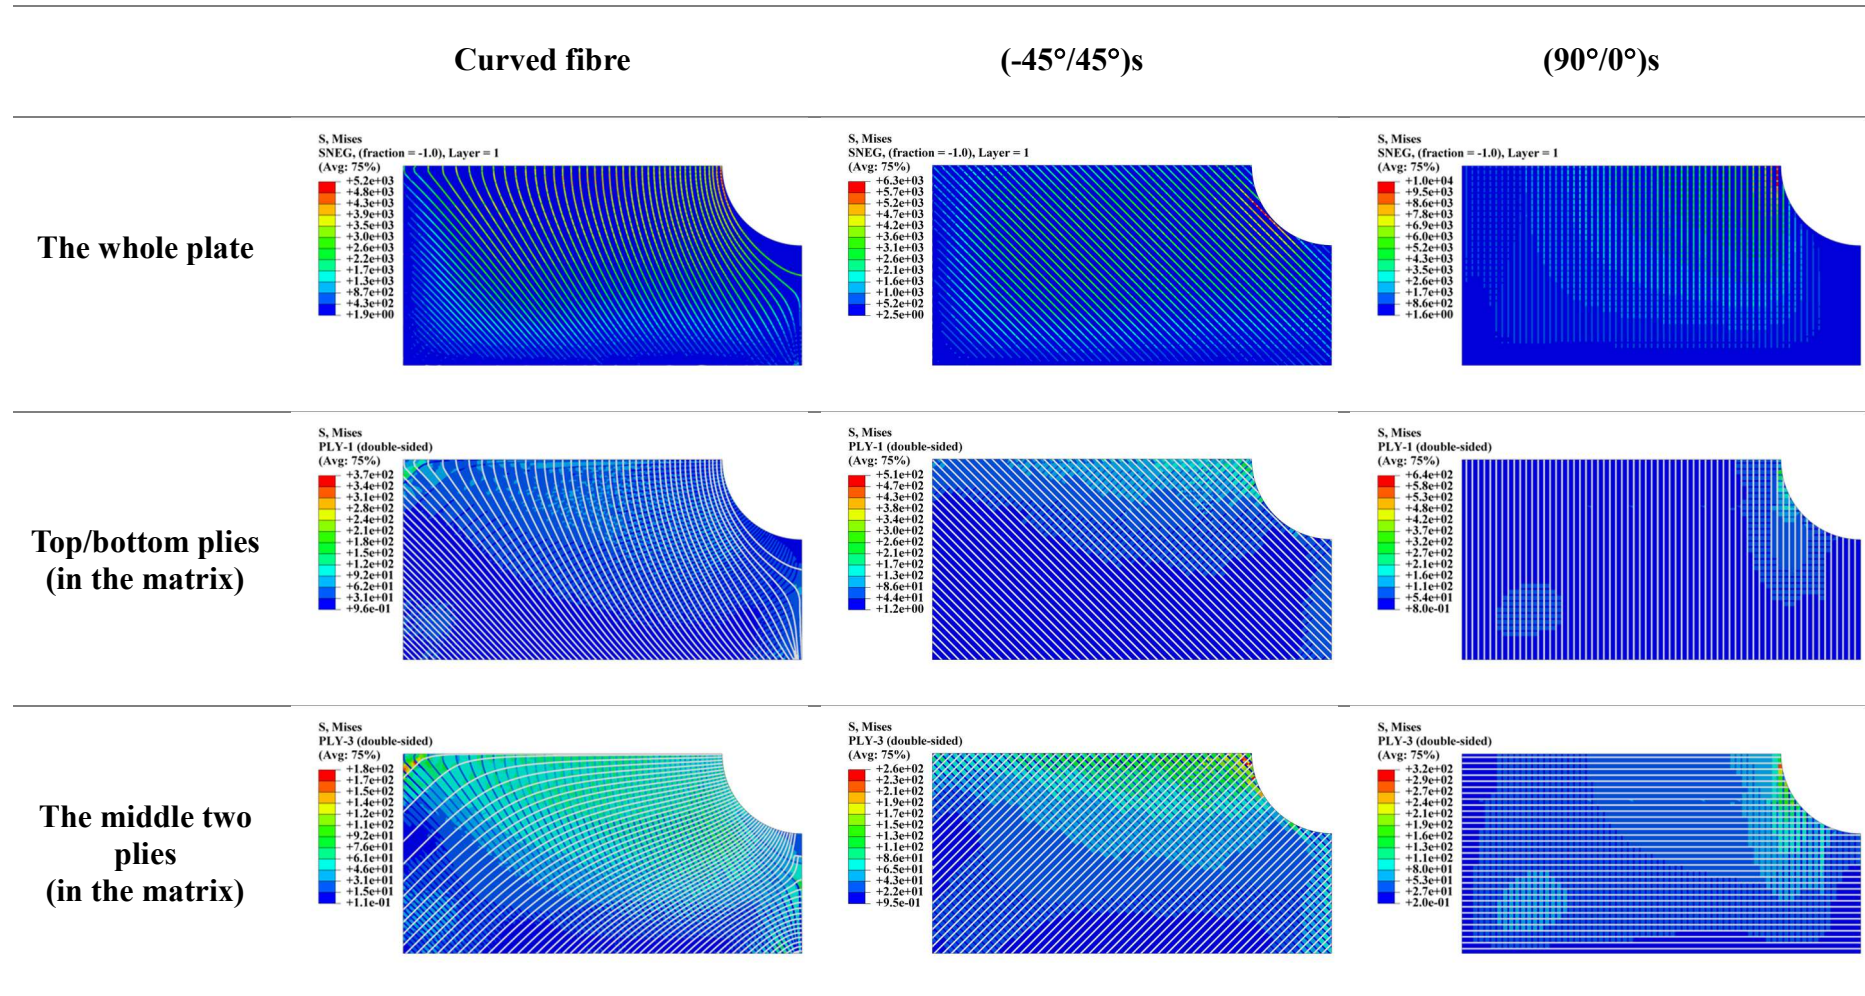 Curved fibre
(-45°/45°)s
(90°/0°)s
The whole plate
S, Mises
SNEG, (fraction = -1.0), Layer = 1
(Avg: 75%)
+5.2e+03
+4.8e+03
+4.3e+03
+3.9e+03
+3.5e+03
+3.0e+03
+2.6e+03
+2.2e+03
+1.7e+03
+1.3e+03
+8.7e+02
+4.3e+02
+1.9e+00
S, Mises
SNEG, (fraction = -1.0), Layer = 1
(Avg: 75%)
+6.3e+03
+5.7e+03
+5.2e+03
+4.7e+03
+4.2e+03
+3.6e+03
+3.1e+03
+2.6e+03
+2.1e+03
+1.6e+03
+1.0e+03
+5.2e+02
+2.5e+00
S, Mises
SNEG, (fraction = -1.0), Layer = 1
(Avg: 75%)
+1.0e+04
+9.5e+03
+8.6e+03
+7.8e+03
+6.9e+03
+6.0e+03
+5.2e+03
+4.3e+03
+3.5e+03
+2.6e+03
+1.7e+03
+8.6e+02
+1.6e+00
Top/bottom plies
(in the matrix)
S, Mises
PLY-1 (double-sided)
(Avg: 75%)
+3.7e+02
+3.4e+02
+3.1e+02
+2.8e+02
+2.4e+02
+2.1e+02
+1.8e+02
+1.5e+02
+1.2e+02
+9.2e+01
+6.2e+01
+3.1e+01
+9.6e-01
S, Mises
PLY-1 (double-sided)
(Avg: 75%)
+5.1e+02
+4.7e+02
+4.3e+02
+3.8e+02
+3.4e+02
+3.0e+02
+2.6e+02
+2.1e+02
+1.7e+02
+1.3e+02
+8.6e+01
+4.4e+01
+1.2e+00
S, Mises
PLY-1 (double-sided)
(Avg: 75%)
+6.4e+02
+5.8e+02
+5.3e+02
+4.8e+02
+4.2e+02
+3.7e+02
+3.2e+02
+2.7e+02
+2.1e+02
+1.6e+02
+1.1e+02
+5.4e+01
+8.0e-01
The middle two
plies
(in the matrix)
S, Mises
PLY-3 (double-sided)
(Avg: 75%)
+1.8e+02
+1.7e+02
+1.5e+02
+1.4e+02
+1.2e+02
+1.1e+02
+9.2e+01
+7.6e+01
+6.1e+01
+4.6e+01
+3.1e+01
+1.5e+01
+1.1e-01
S, Mises
PLY-3 (double-sided)
(Avg: 75%)
+2.6e+02
+2.3e+02
+2.1e+02
+1.9e+02
+1.7e+02
+1.5e+02
+1.3e+02
+1.1e+02
+8.6e+01
+6.5e+01
+4.3e+01
+2.2e+01
+9.5e-01
S, Mises
PLY-3 (double-sided)
(Avg: 75%)
+3.2e+02
+2.9e+02
+2.7e+02
+2.4e+02
+2.1e+02
+1.9e+02
+1.6e+02
+1.3e+02
+1.1e+02
+8.0e+01
+5.3e+01
+2.7e+01
+2.0e-01